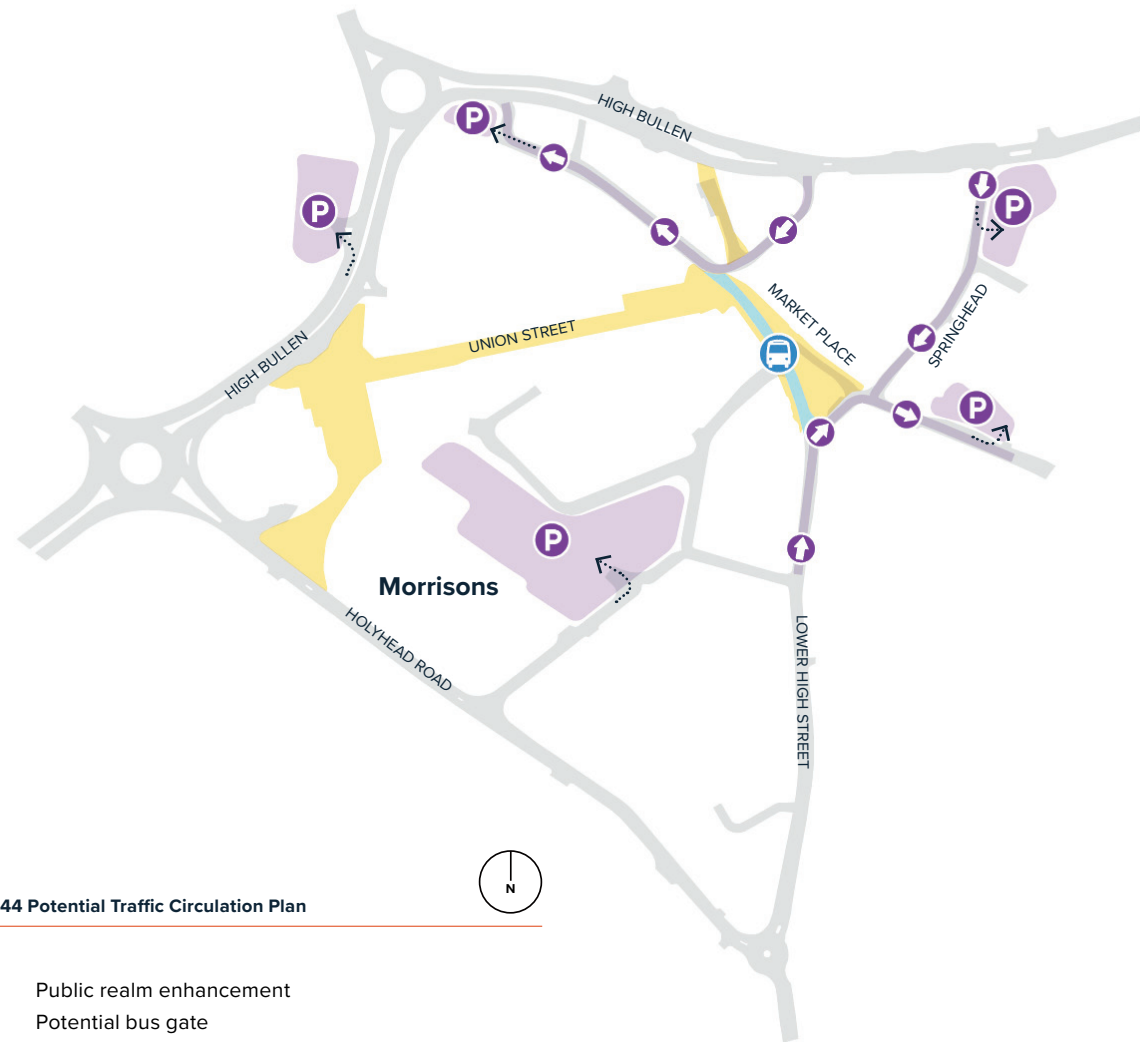 P
HIGH BULLEN
P
P
MARKET PLACE
SPRINGHEAD
UNION STREET
HIGH BULLEN
P
P
Morrisons
HOLYHEAD ROAD
LOWER HIGH STREET
N
44 Potential Traffic Circulation Plan
Public realm enhancement
Potential bus gate